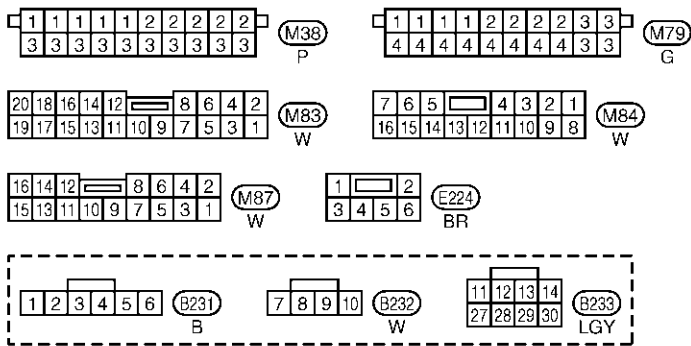 1 1 1 1 1 2 2 2 2 2
3 3 3 3 3 3 3 3 3 3
M38
P
1 1 1 1 2 2 2 2 3 3
4 4 4 4 4 4 4 4 4 4
M79
G
20 18 16 14 12 8 6 4 2
19 17 15 13 11 10 9 7 5 3 1
M83
W
7 6 5 4 3 2 1
16 15 14 13 12 11 10 9 8
M84
W
16 14 12 8 6 4 2
15 13 11 10 9 7 5 3 1
M87
W
1 2
3 4 5 6
E224
BR
1 2 3 4 5 6
B231
B
7 8 9 10
B232
W
11 12 13 14
27 28 29 30
B233
LGY